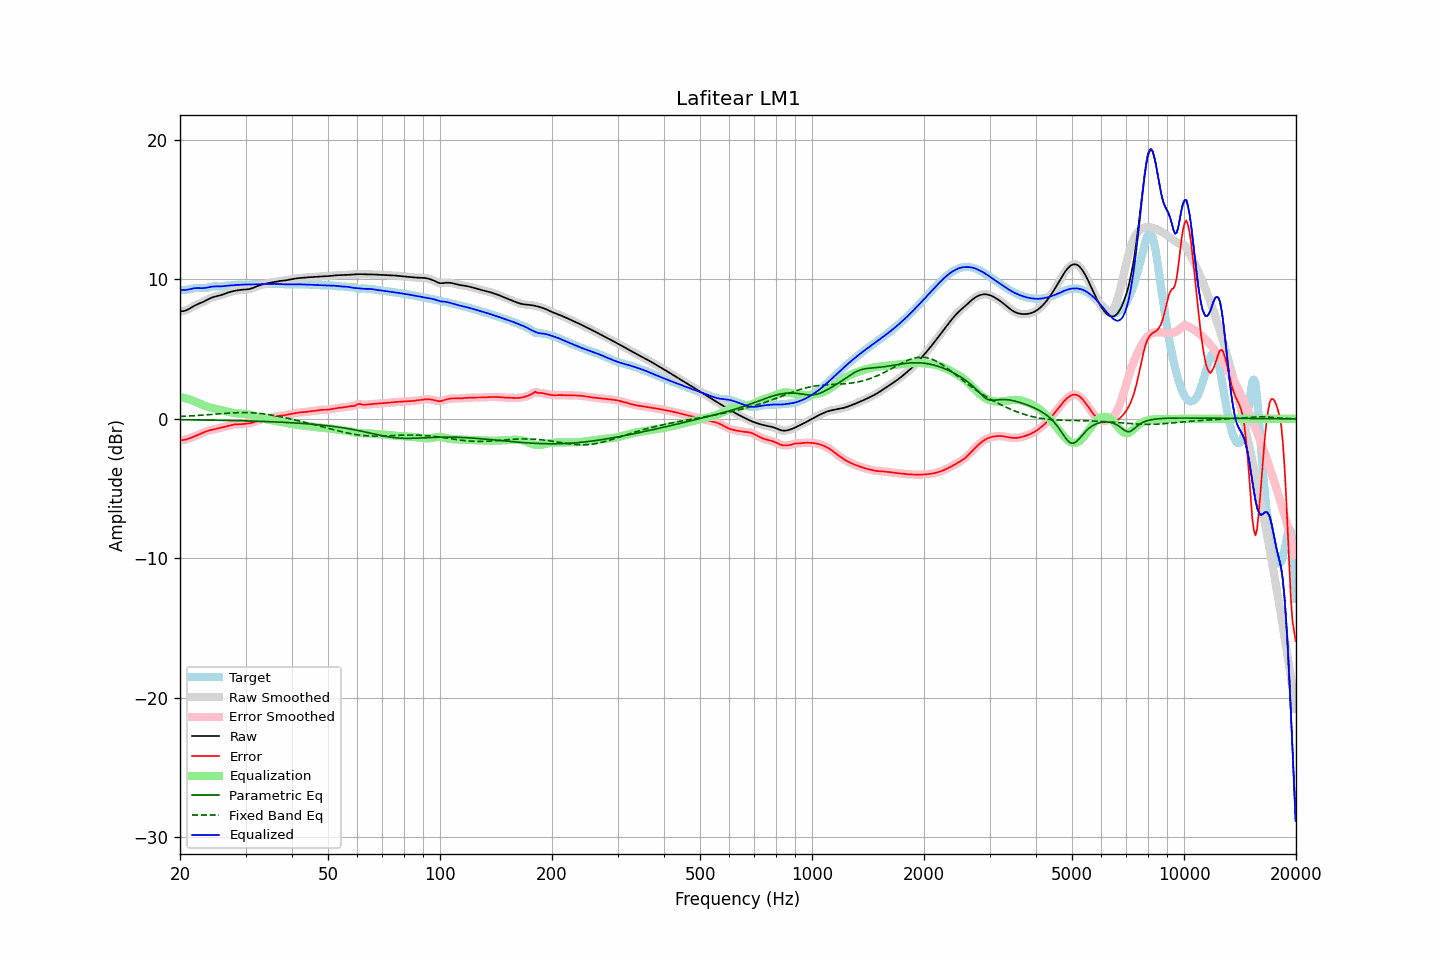 Lafitear LM1
20
10
0
−10
−20
−30
Amplitude (dBr)
Target
Raw Smoothed
Error Smoothed
Raw
Error
Equalization
Parametric Eq
Fixed Band Eq
Equalized
20 50 100 200 500 1000 2000 5000 10000 20000
Frequency (Hz)